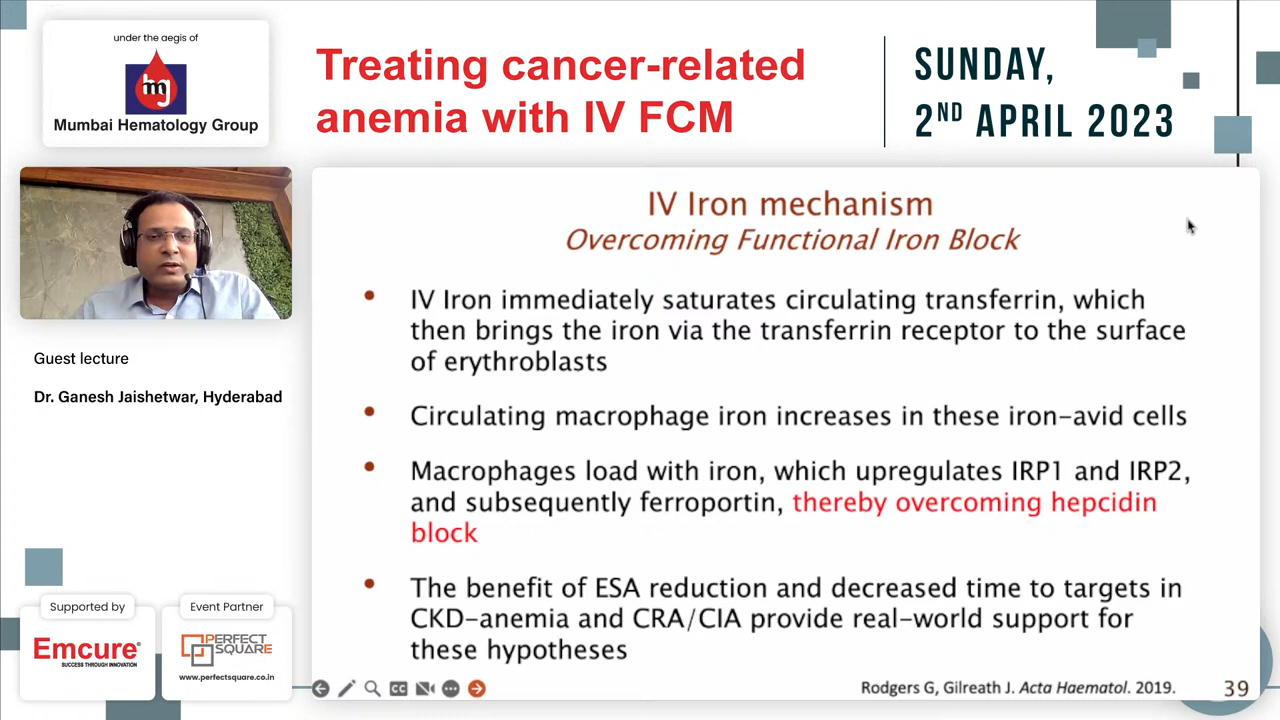 under the aegis of
mhg
Mumbai Hematology Group
Treating cancer-related
anemia with IV FCM
SUNDAY,
2ND APRIL 2023
Guest lecture
Dr. Ganesh Jaishetwar, Hyderabad
IV Iron mechanism
Overcoming Functional Iron Block
• IV Iron immediately saturates circulating transferrin, which
then brings the iron via the transferrin receptor to the surface
of erythroblasts
• Circulating macrophage iron increases in these iron-avid cells
• Macrophages load with iron, which upregulates IRP1 and IRP2,
and subsequently ferroportin, thereby overcoming hepcidin
block
• The benefit of ESA reduction and decreased time to targets in
CKD-anemia and CRA/CIA provide real-world support for
these hypotheses
CC
Rodgers G, Gilreath J. Acta Haematol. 2019.
39
Supported by
Emcure®
SUCCESS THROUGH INNOVATION
Event Partner
PERFECT
SQUARE
www.perfectsquare.co.in